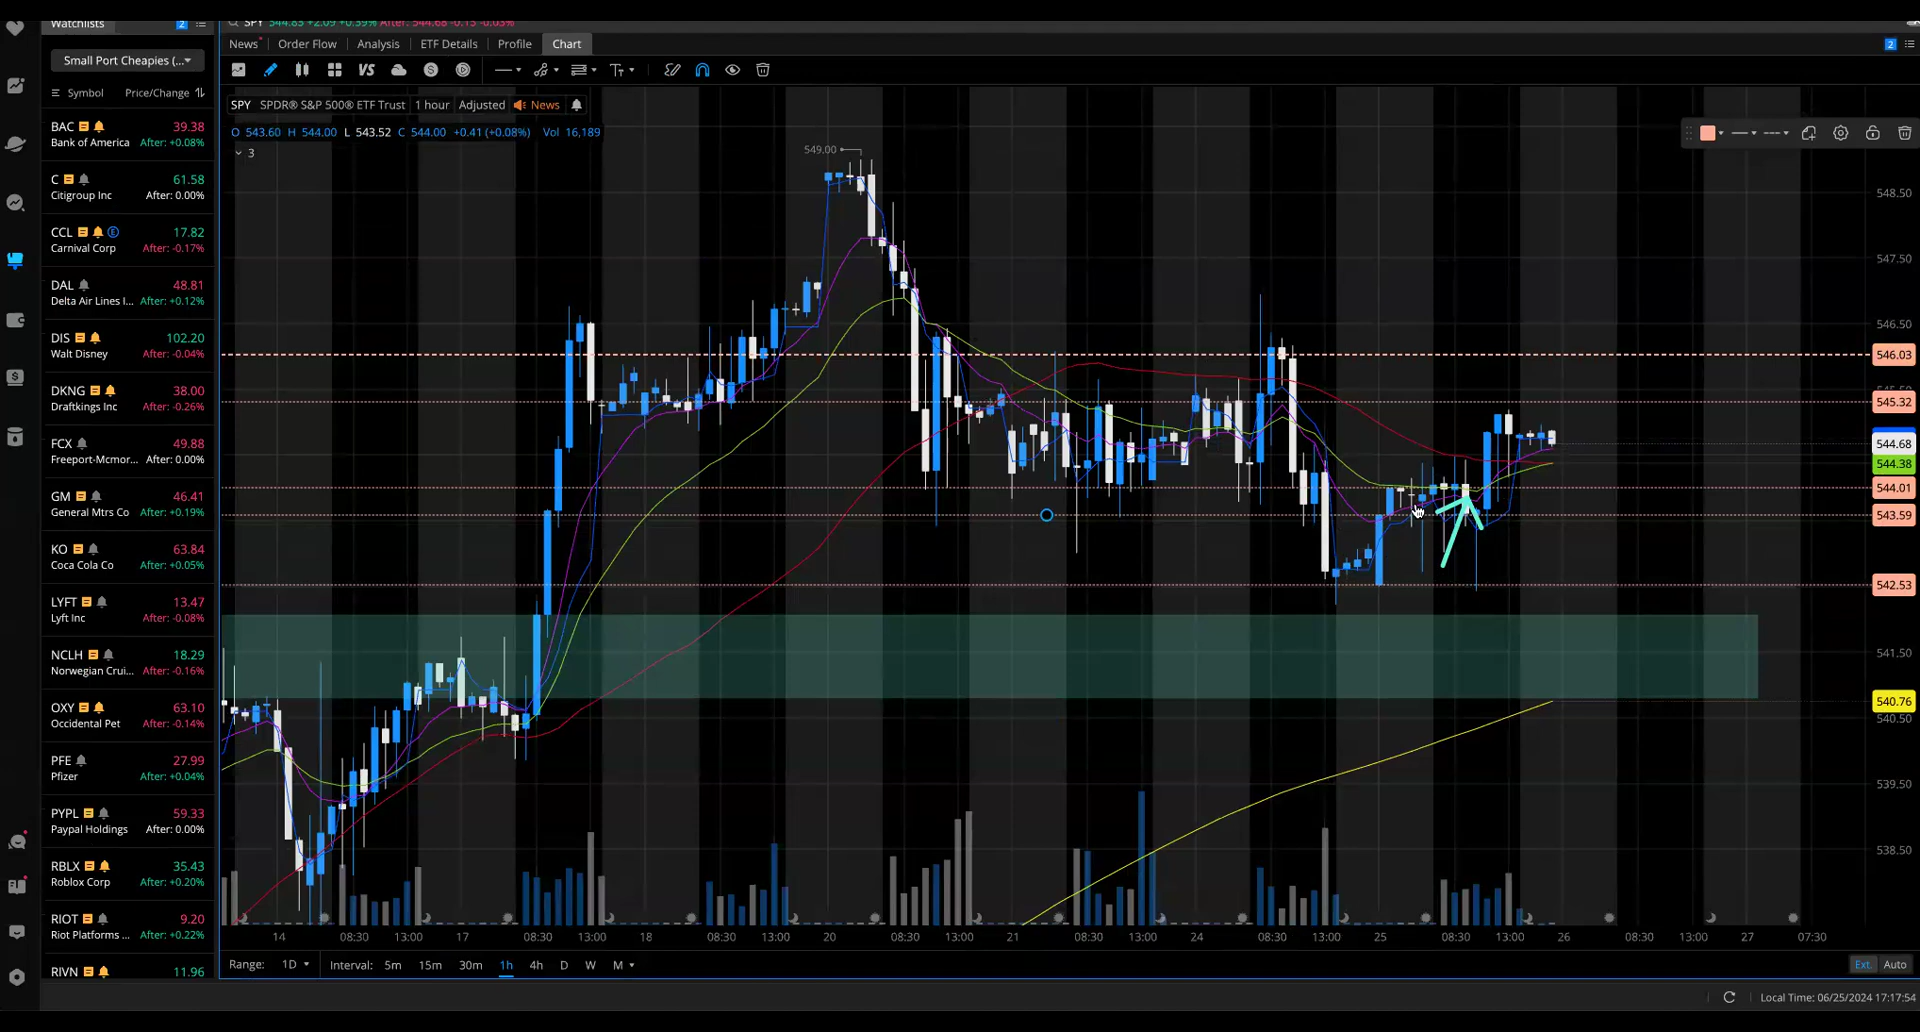 Watchlists 2
SPY 544.83 +2.09 +0.39% After: 544.68 -0.15 -0.03%
News Order Flow Analysis ETF Details Profile Chart 2
Small Port Cheapies (...
VS
Symbol Price/Change
SPY SPDR® S&P 500® ETF Trust 1 hour Adjusted News
O 543.60 H 544.00 L 543.52 C 544.00 +0.41 (+0.08%) Vol 16,189
3
549.00
BAC 39.38
Bank of America After: +0.08%
C 61.58
Citigroup Inc After: 0.00%
CCL 17.82
Carnival Corp After: -0.17%
DAL 48.81
Delta Air Lines I... After: +0.12%
DIS 102.20
Walt Disney After: -0.04%
DKNG 38.00
Draftkings Inc After: -0.26%
FCX 49.88
Freeport-Mcmor... After: 0.00%
GM 46.41
General Mtrs Co After: +0.19%
KO 63.84
Coca Cola Co After: +0.05%
LYFT 13.47
Lyft Inc After: -0.08%
NCLH 18.29
Norwegian Crui... After: -0.16%
OXY 63.10
Occidental Pet After: -0.14%
PFE 27.99
Pfizer After: +0.04%
PYPL 59.33
Paypal Holdings After: 0.00%
RBLX 35.43
Roblox Corp After: +0.20%
RIOT 9.20
Riot Platforms ... After: +0.22%
RIVN 11.96
548.50
547.50
546.50
546.03
545.32
544.68
544.38
544.01
543.59
542.53
541.50
540.76
540.50
539.50
538.50
14 08:30 13:00 17 08:30 13:00 18 08:30 13:00 20 08:30 13:00 21 08:30 13:00 24 08:30 13:00 25 08:30 13:00 26 08:30 13:00 27 07:30
Range: 1D Interval: 5m 15m 30m 1h 4h D W M Ext. Auto
Local Time: 06/25/2024 17:17:54